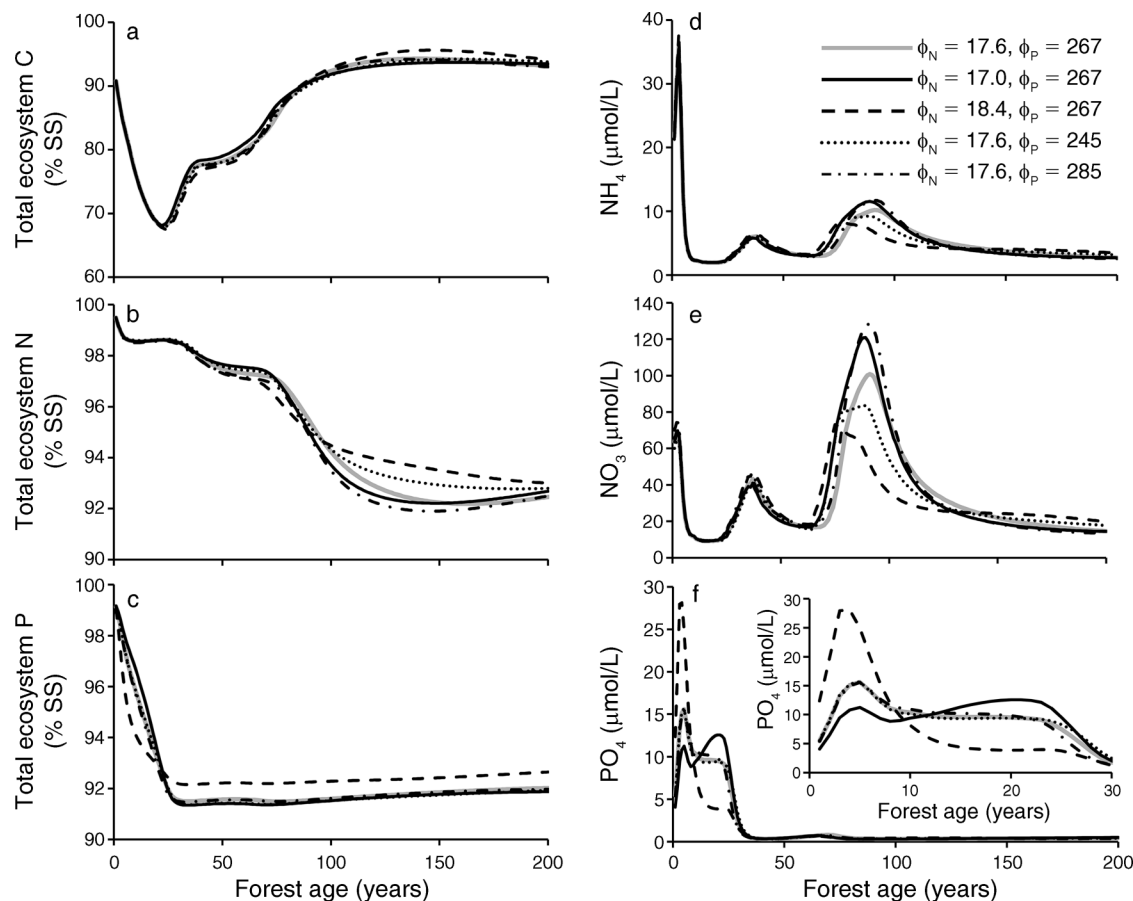 a
Total ecosystem C
(% SS)
100
90
80
70
60
b
Total ecosystem N
(% SS)
100
98
96
94
92
90
c
Total ecosystem P
(% SS)
100
98
96
94
92
90
0
50
100
150
200
Forest age (years)
d
NH4 (μmol/L)
40
30
20
10
0
ϕN = 17.6, ϕP = 267
ϕN = 17.0, ϕP = 267
ϕN = 18.4, ϕP = 267
ϕN = 17.6, ϕP = 245
ϕN = 17.6, ϕP = 285
e
NO3 (μmol/L)
140
120
100
80
60
40
20
0
f
PO4 (μmol/L)
30
25
20
15
10
5
0
0
50
100
150
200
Forest age (years)
PO4 (μmol/L)
30
25
20
15
10
5
0
0
10
20
30
Forest age (years)